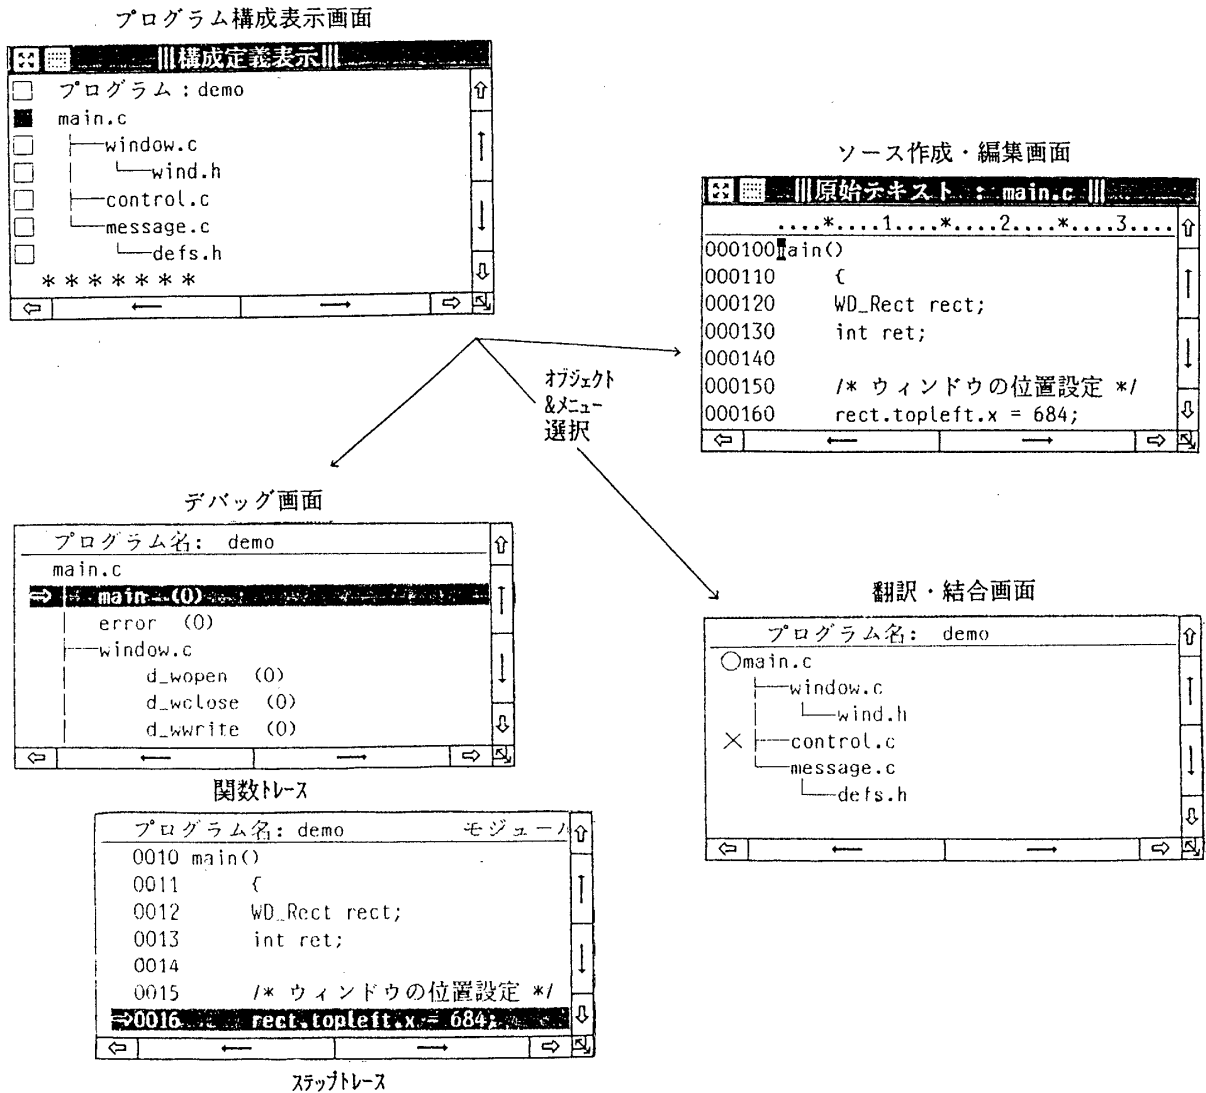 プログラム構成表示画面
構成定義表示
プログラム：demo
main.c
window.c
wind.h
control.c
message.c
defs.h
*******
ソース作成・編集画面
原始テキスト : main.c
....*....1....*....2....*....3....
000100main()
000110 {
000120 WD_Rect rect;
000130 int ret;
000140
000150 /* ウィンドウの位置設定 */
000160 rect.topleft.x = 684;
オブジェクト
&メニュー
選択
デバッグ画面
プログラム名: demo
main.c
⇒ main (0)
error (0)
window.c
d_wopen (0)
d_wclose (0)
d_wwrite (0)
関数トレース
プログラム名: demo モジュール
0010 main()
0011 {
0012 WD_Rect rect;
0013 int ret;
0014
0015 /* ウィンドウの位置設定 */
⇒0016 rect.topleft.x = 684;
ステップトレース
翻訳・結合画面
プログラム名: demo
○main.c
window.c
wind.h
× control.c
message.c
defs.h